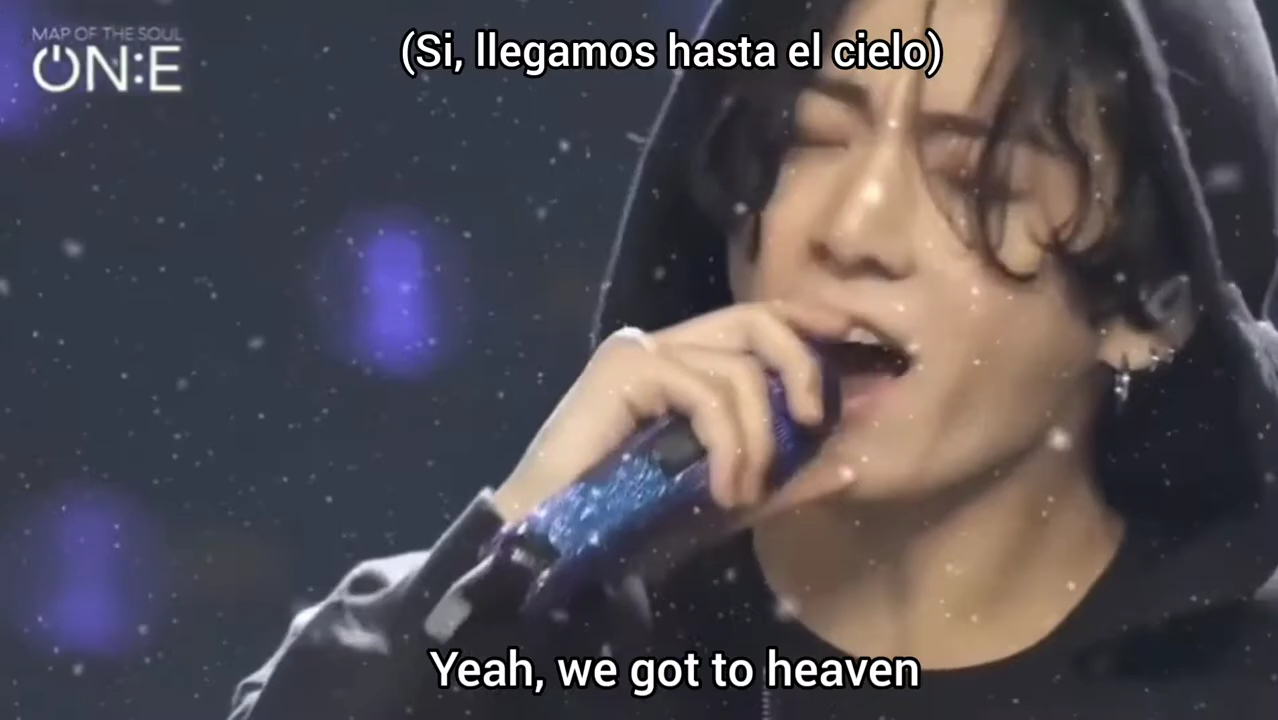 MAP OF THE SOUL
ON:E
(Si, llegamos hasta el cielo)
Yeah, we got to heaven